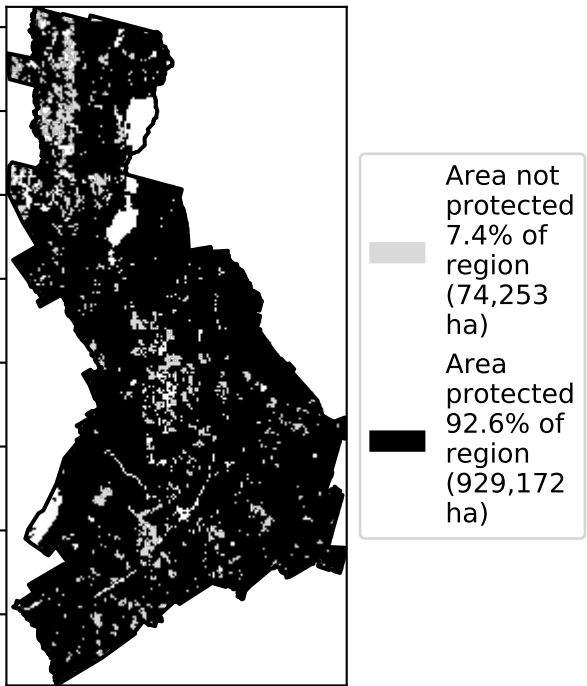 Area not
protected
7.4% of
region
(74,253
ha)
Area
protected
92.6% of
region
(929,172
ha)